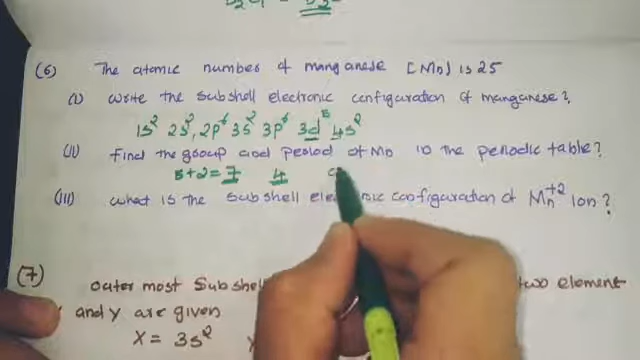 (6) The atomic number of manganese [Mn] is 25
(i) write the subshell electronic configuration of manganese?
1s² 2s², 2p⁶ 3s² 3p⁶ 3d⁵ 4s²
(ii) Find the group and period of Mn in the periodic table?
5+2=7 4
(iii) what is the subshell electronic configuration of Mn⁺² ion?
(7) outer most Subshell two element
and y are given
X = 3s²